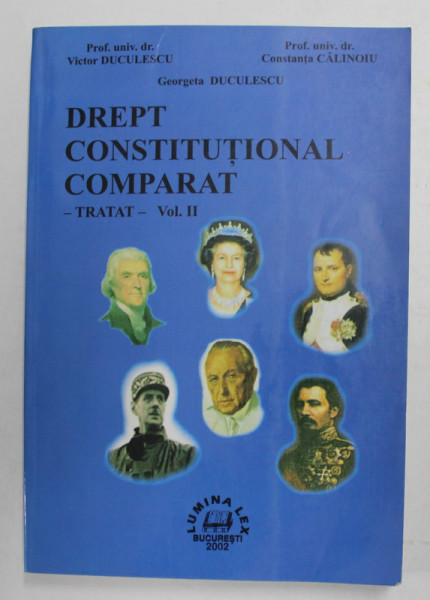 Prof. univ. dr.
Victor DUCULESCU
Prof. univ. dr.
Constanța CĂLINOIU
Georgeta DUCULESCU
DREPT
CONSTITUȚIONAL
COMPARAT
– TRATAT – Vol. II
LUMINA LEX
BUCUREȘTI
2002